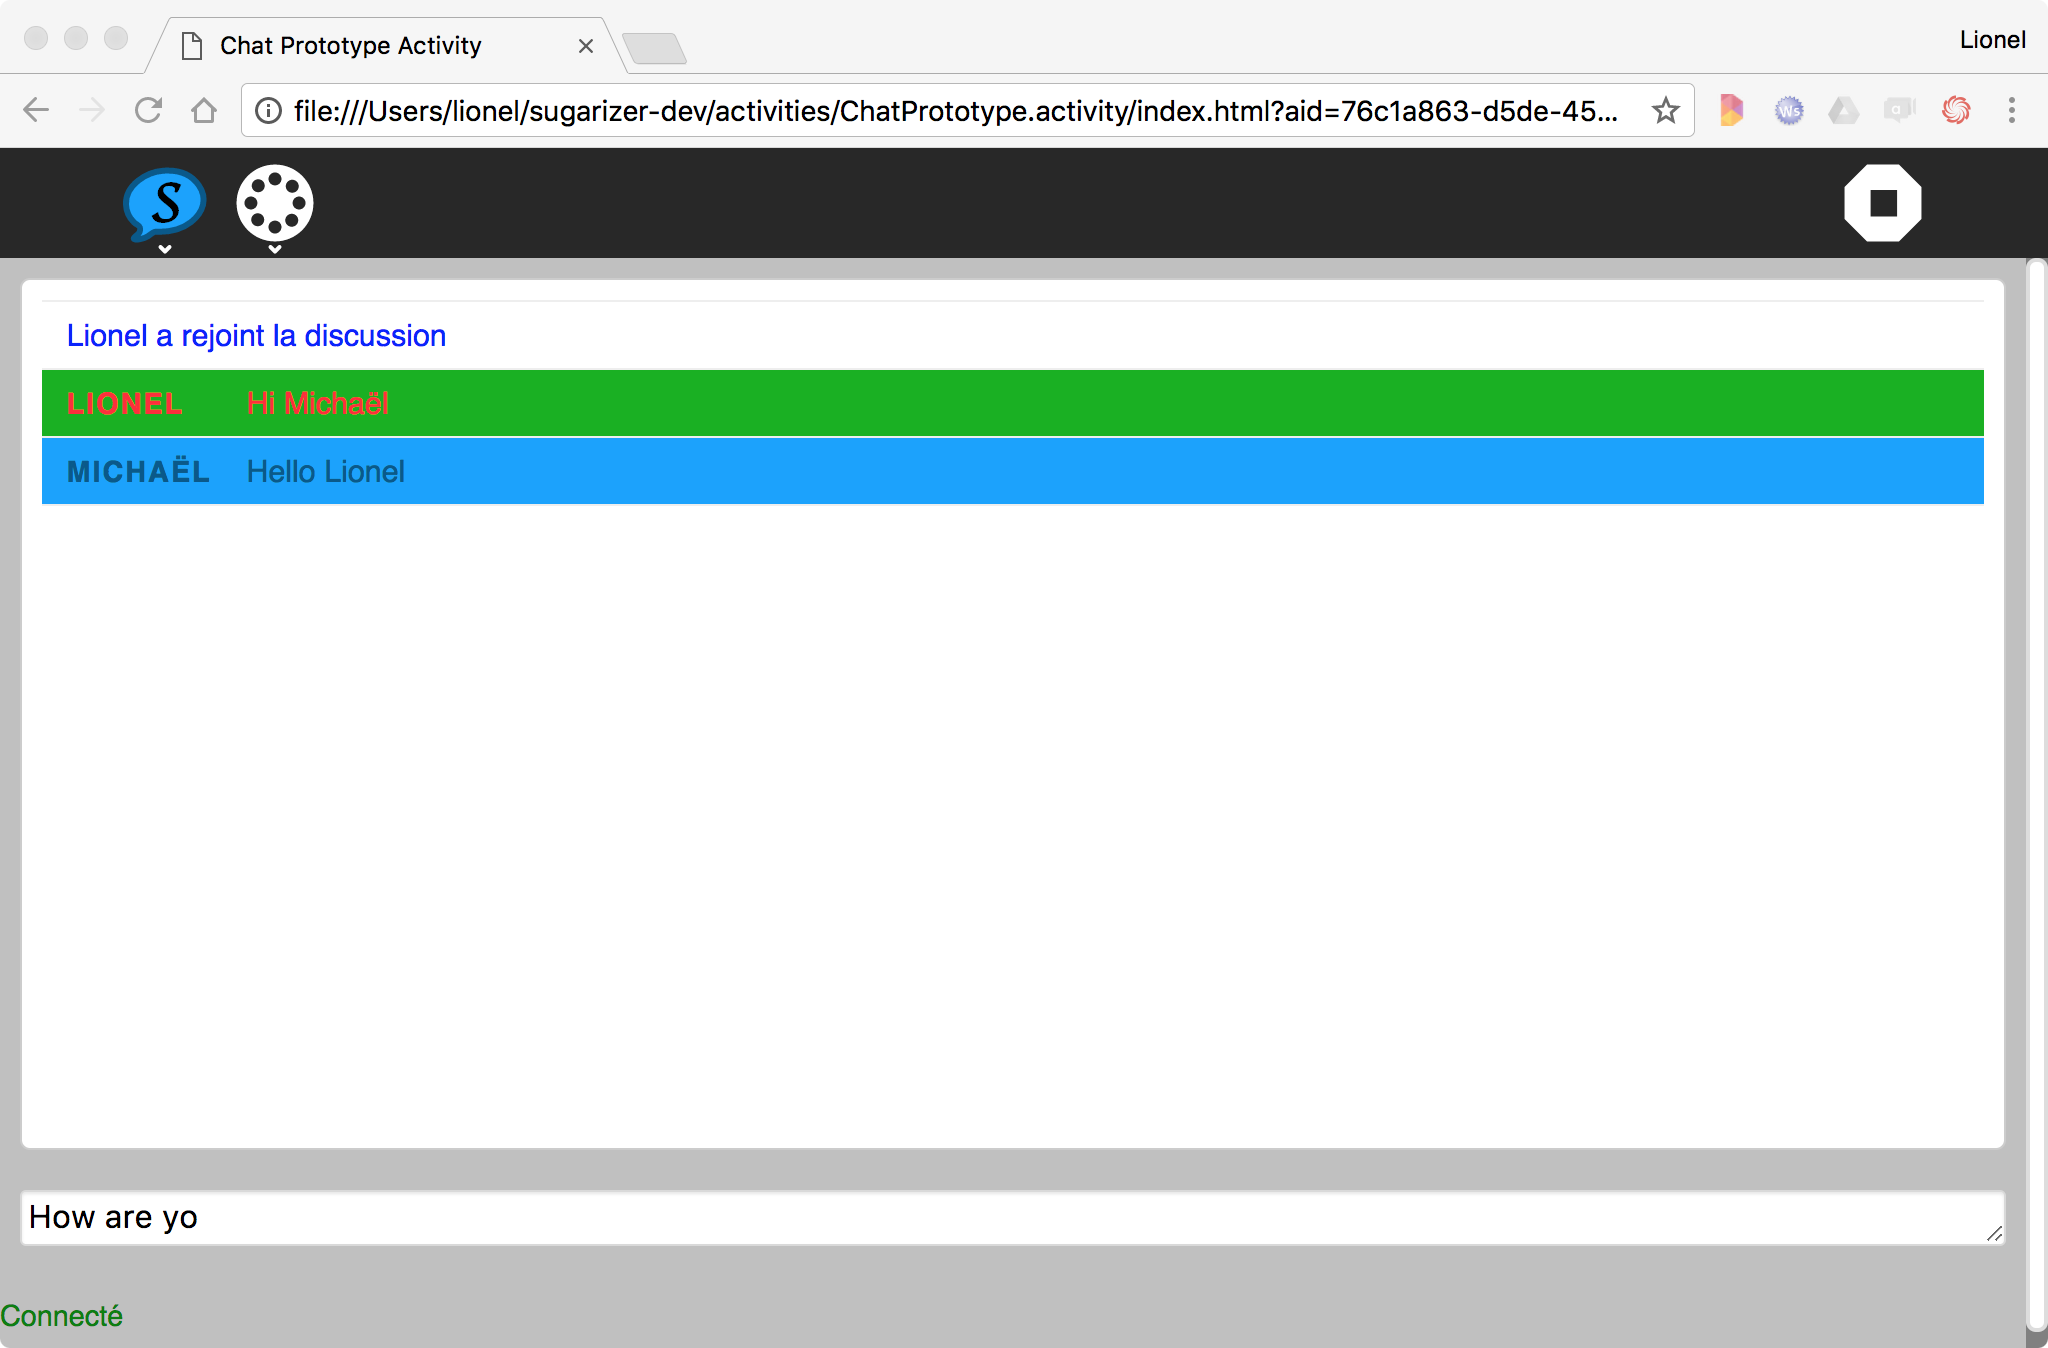 Chat Prototype Activity
Lionel
file:///Users/lionel/sugarizer-dev/activities/ChatPrototype.activity/index.html?aid=76c1a863-d5de-45...
Ws
a
S
Lionel a rejoint la discussion
LIONEL Hi Michaël
MICHAËL Hello Lionel
How are yo
Connecté